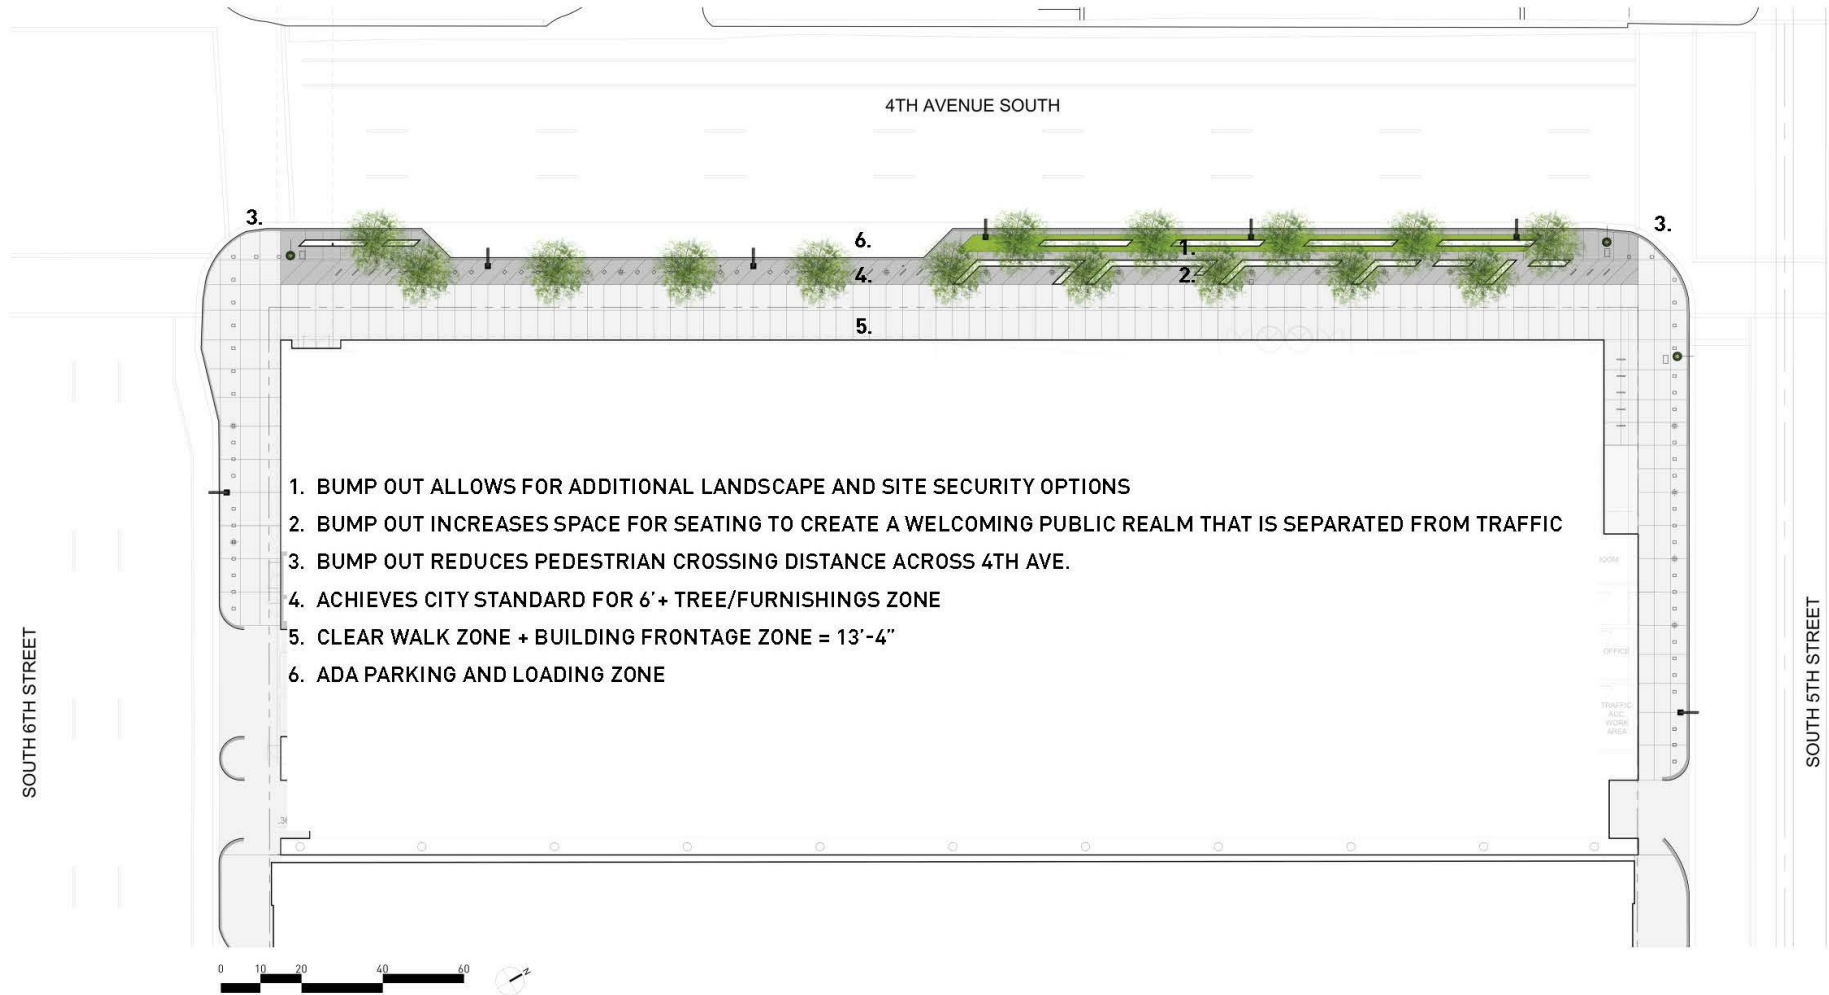 4TH AVENUE SOUTH
3.
3.
6.
1.
4.
2.
5.
1. BUMP OUT ALLOWS FOR ADDITIONAL LANDSCAPE AND SITE SECURITY OPTIONS
2. BUMP OUT INCREASES SPACE FOR SEATING TO CREATE A WELCOMING PUBLIC REALM THAT IS SEPARATED FROM TRAFFIC
3. BUMP OUT REDUCES PEDESTRIAN CROSSING DISTANCE ACROSS 4TH AVE.
4. ACHIEVES CITY STANDARD FOR 6'+ TREE/FURNISHINGS ZONE
5. CLEAR WALK ZONE + BUILDING FRONTAGE ZONE = 13'-4"
6. ADA PARKING AND LOADING ZONE
OFFICE
TRAFFIC
WORK
AREA
SOUTH 6TH STREET
SOUTH 5TH STREET
0 10 20 40 60
N